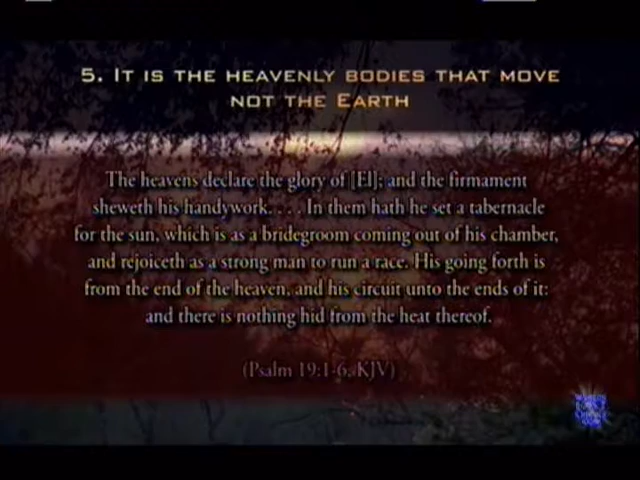 5. It is the heavenly bodies that move
not the Earth
The heavens declare the glory of [El]; and the firmament
sheweth his handywork. . . . In them hath he set a tabernacle
for the sun, which is as a bridegroom coming out of his chamber,
and rejoiceth as a strong man to run a race. His going forth is
from the end of the heaven, and his circuit unto the ends of it:
and there is nothing hid from the heat thereof.
(Psalm 19:1-6, KJV)